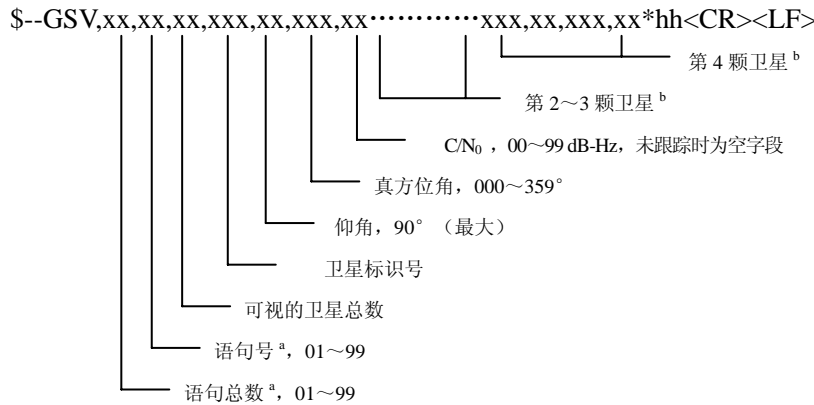 $--GSV,xx,xx,xx,xxx,xx,xxx,xx…………xxx,xx,xxx,xx*hh<CR><LF>
第 4 颗卫星 b
第 2～3 颗卫星 b
C/N0 ，00～99 dB-Hz，未跟踪时为空字段
真方位角，000～359°
仰角，90°（最大）
卫星标识号
可视的卫星总数
语句号 a，01～99
语句总数 a，01～99